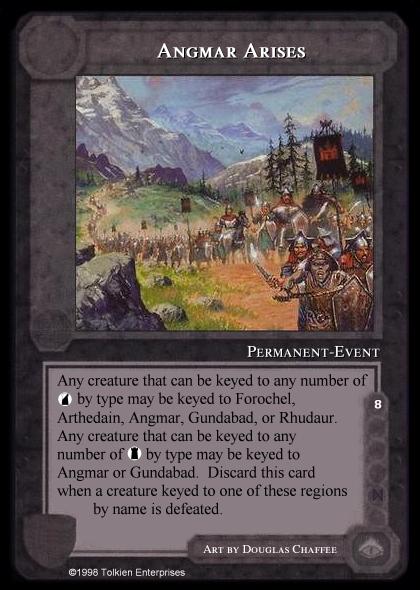 Angmar Arises
Permanent-Event
Any creature that can be keyed to any number of
by type may be keyed to Forochel,
Arthedain, Angmar, Gundabad, or Rhudaur.
Any creature that can be keyed to any
number of by type may be keyed to
Angmar or Gundabad. Discard this card
when a creature keyed to one of these regions
by name is defeated.
8
Art by Douglas Chaffee
©1998 Tolkien Enterprises